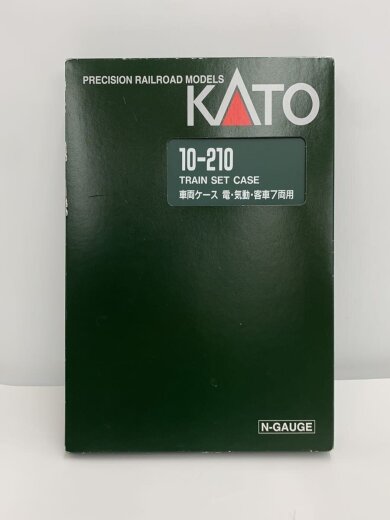 PRECISION RAILROAD MODELS
KATO
10-210
TRAIN SET CASE
車両ケース 電・気動・客車7両用
N-GAUGE